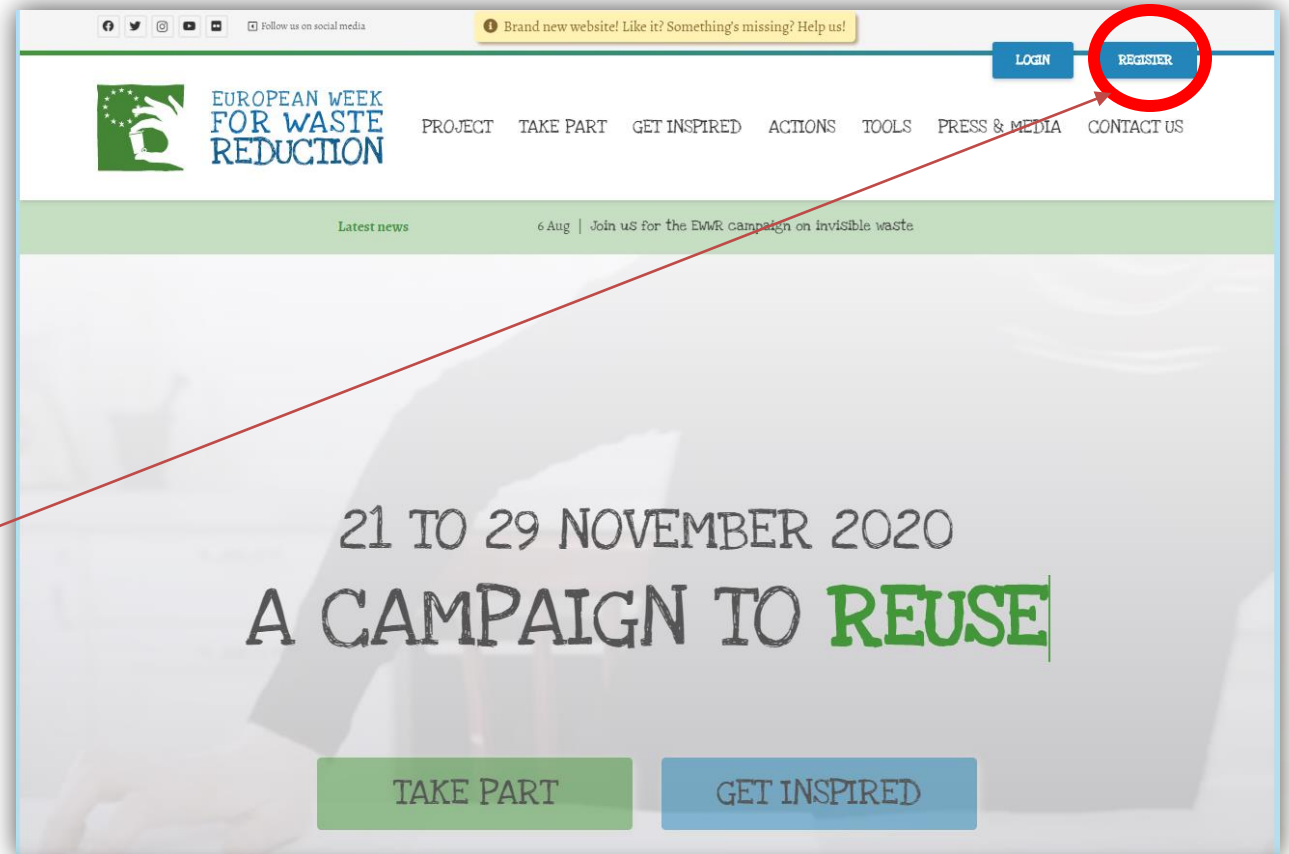 Follow us on social media
Brand new website! Like it? Something's missing? Help us!
LOGIN
REGISTER
EUROPEAN WEEK
FOR WASTE
REDUCTION
PROJECT TAKE PART GET INSPIRED ACTIONS TOOLS PRESS & MEDIA CONTACT US
Latest news 6 Aug | Join us for the EWWR campaign on invisible waste
21 TO 29 NOVEMBER 2020
A CAMPAIGN TO REUSE
TAKE PART
GET INSPIRED